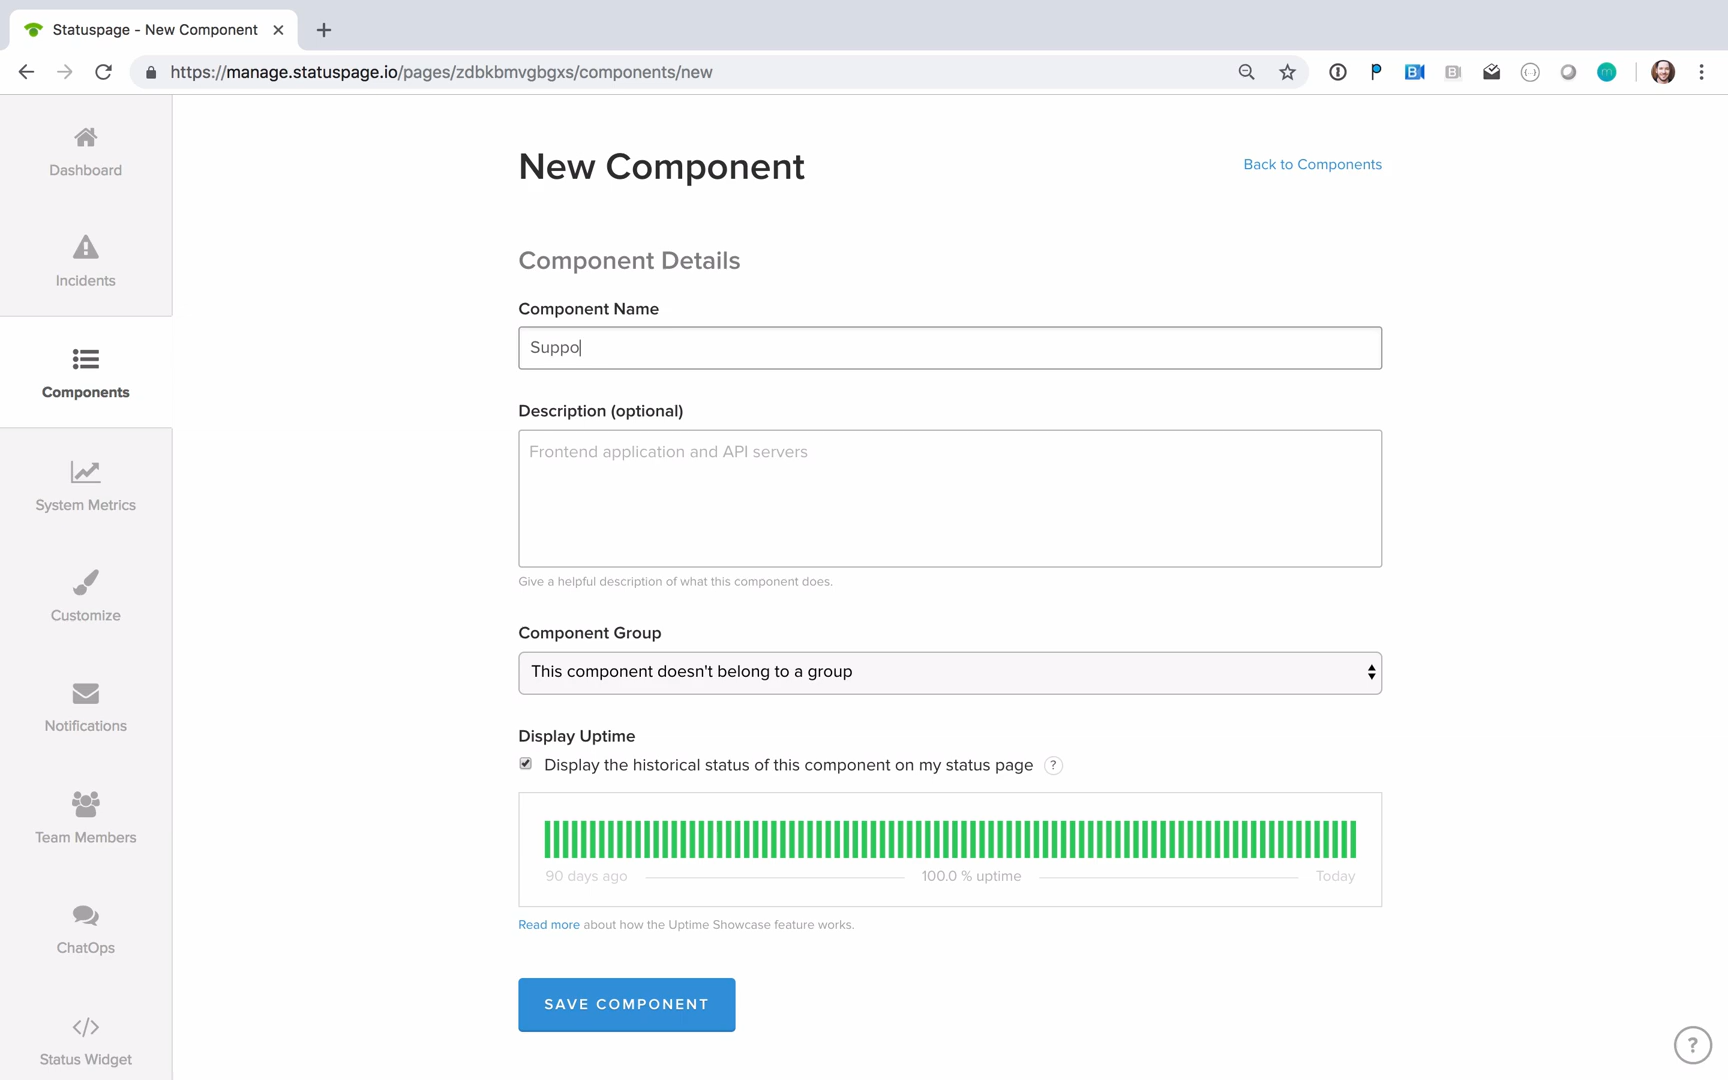 Statuspage - New Component
https://manage.statuspage.io/pages/zdbkbmvgbgxs/components/new
Dashboard
Incidents
Components
System Metrics
Customize
Notifications
Team Members
ChatOps
Status Widget
New Component
Back to Components
Component Details
Component Name
Suppo
Description (optional)
Frontend application and API servers
Give a helpful description of what this component does.
Component Group
This component doesn't belong to a group
Display Uptime
Display the historical status of this component on my status page ?
90 days ago 100.0 % uptime Today
Read more about how the Uptime Showcase feature works.
SAVE COMPONENT
?